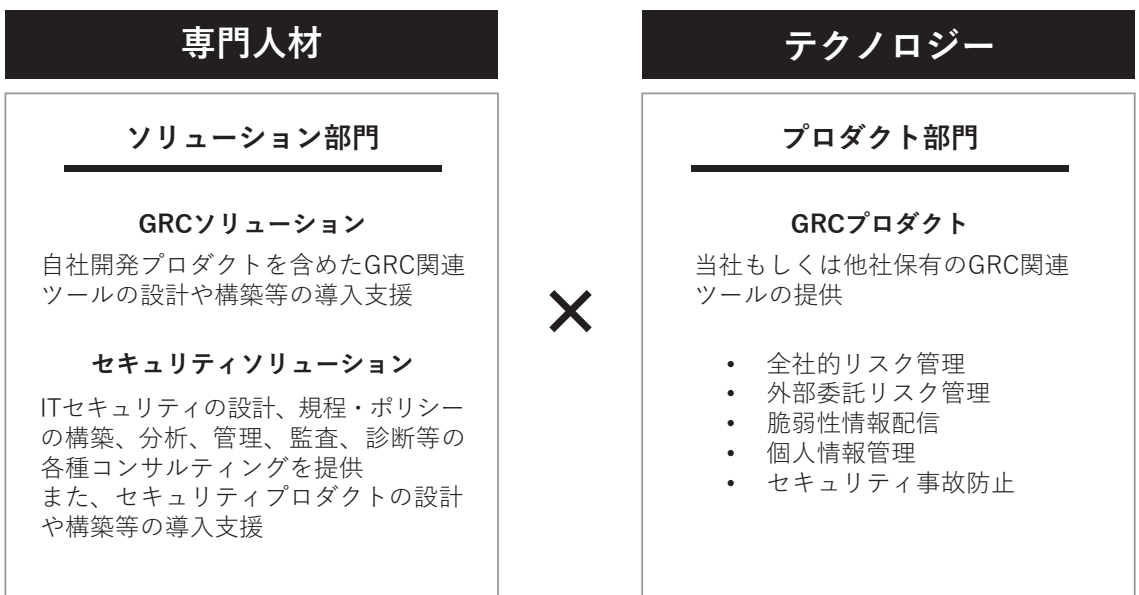 専門人材
ソリューション部門
GRCソリューション
自社開発プロダクトを含めたGRC関連
ツールの設計や構築等の導入支援
セキュリティソリューション
ITセキュリティの設計、規程・ポリシー
の構築、分析、管理、監査、診断等の
各種コンサルティングを提供
また、セキュリティプロダクトの設計
や構築等の導入支援
×
テクノロジー
プロダクト部門
GRCプロダクト
当社もしくは他社保有のGRC関連
ツールの提供
• 全社的リスク管理
• 外部委託リスク管理
• 脆弱性情報配信
• 個人情報管理
• セキュリティ事故防止